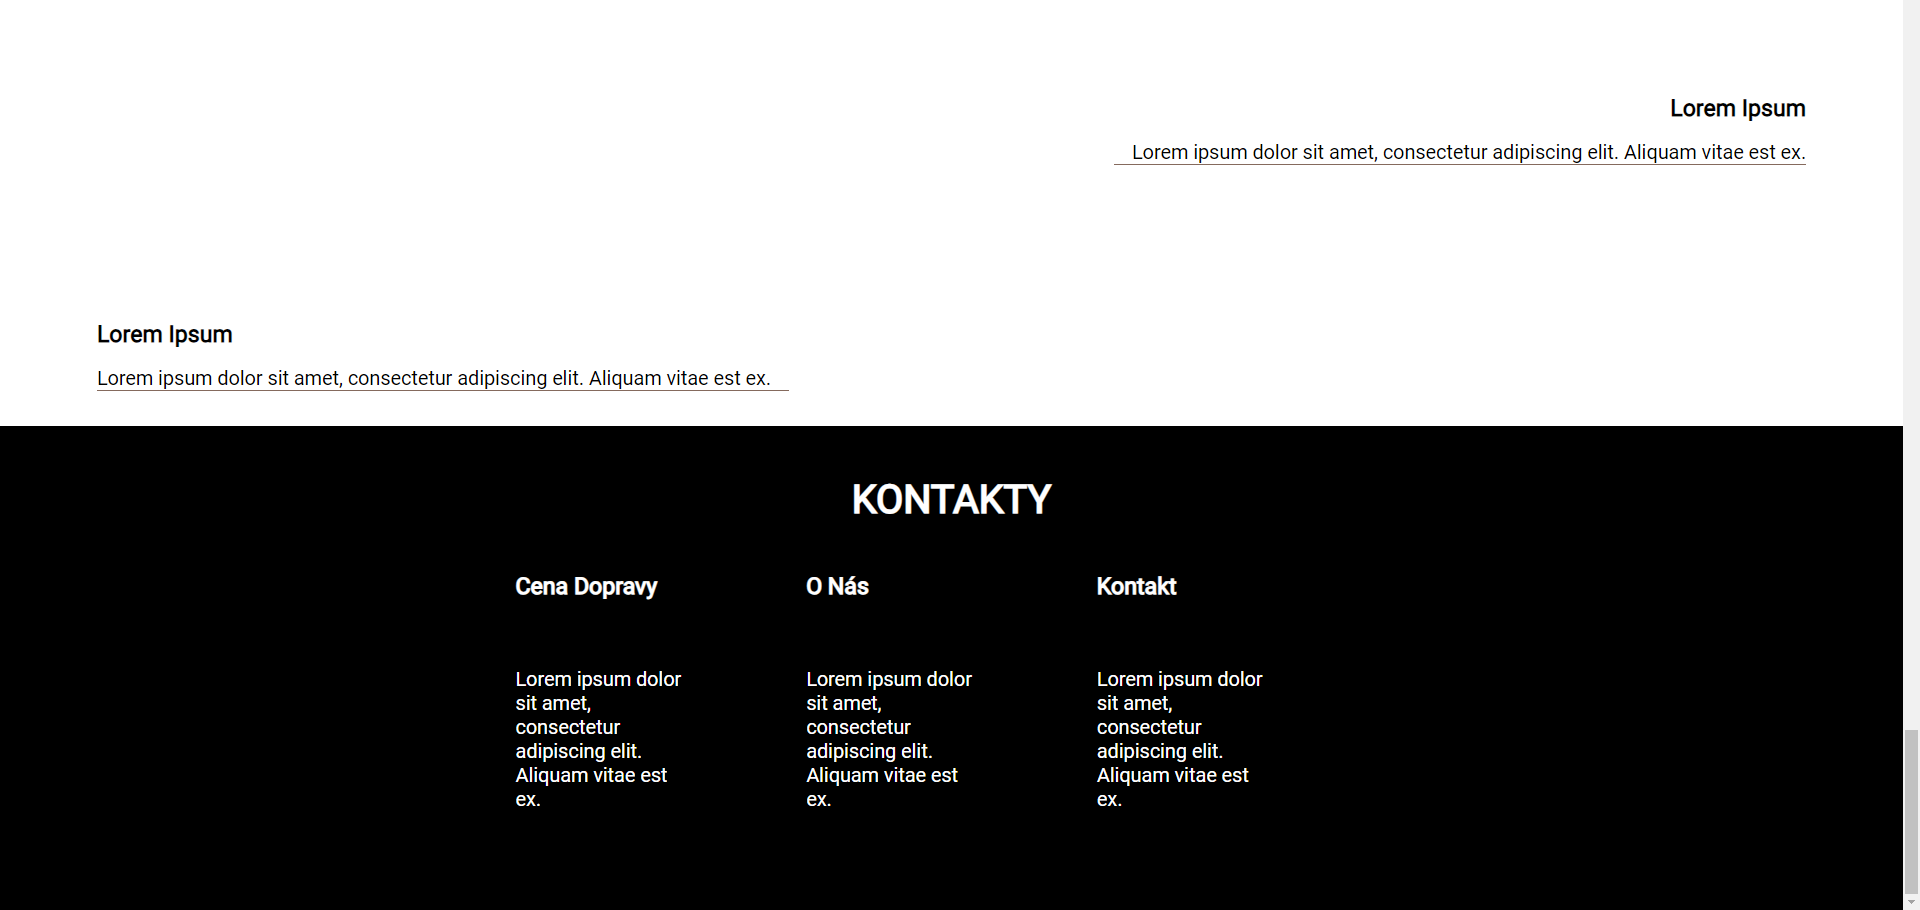 Lorem Ipsum
Lorem ipsum dolor sit amet, consectetur adipiscing elit. Aliquam vitae est ex.
Lorem Ipsum
Lorem ipsum dolor sit amet, consectetur adipiscing elit. Aliquam vitae est ex.
KONTAKTY
Cena Dopravy
Lorem ipsum dolor
sit amet,
consectetur
adipiscing elit.
Aliquam vitae est
ex.
O Nás
Lorem ipsum dolor
sit amet,
consectetur
adipiscing elit.
Aliquam vitae est
ex.
Kontakt
Lorem ipsum dolor
sit amet,
consectetur
adipiscing elit.
Aliquam vitae est
ex.